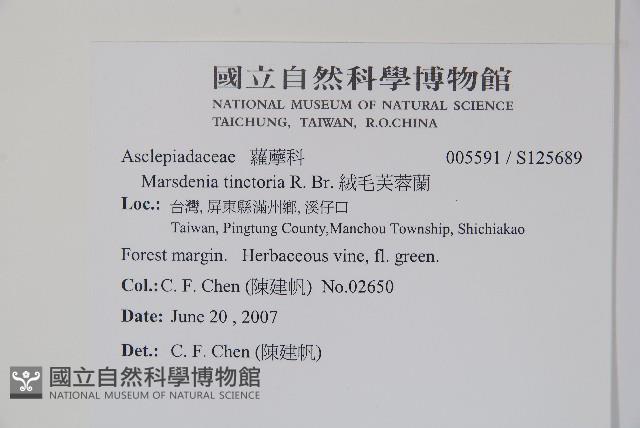 國立自然科學博物館
NATIONAL MUSEUM OF NATURAL SCIENCE
TAICHUNG, TAIWAN, R.O.CHINA
Asclepiadaceae 蘿藦科 005591 / S125689
Marsdenia tinctoria R. Br. 絨毛芙蓉蘭
Loc.: 台灣, 屏東縣滿州鄉, 溪仔口
Taiwan, Pingtung County,Manchou Township, Shichiakao
Forest margin. Herbaceous vine, fl. green.
Col.: C. F. Chen (陳建帆) No.02650
Date: June 20 , 2007
Det.: C. F. Chen (陳建帆)
國立自然科學博物館
NATIONAL MUSEUM OF NATURAL SCIENCE